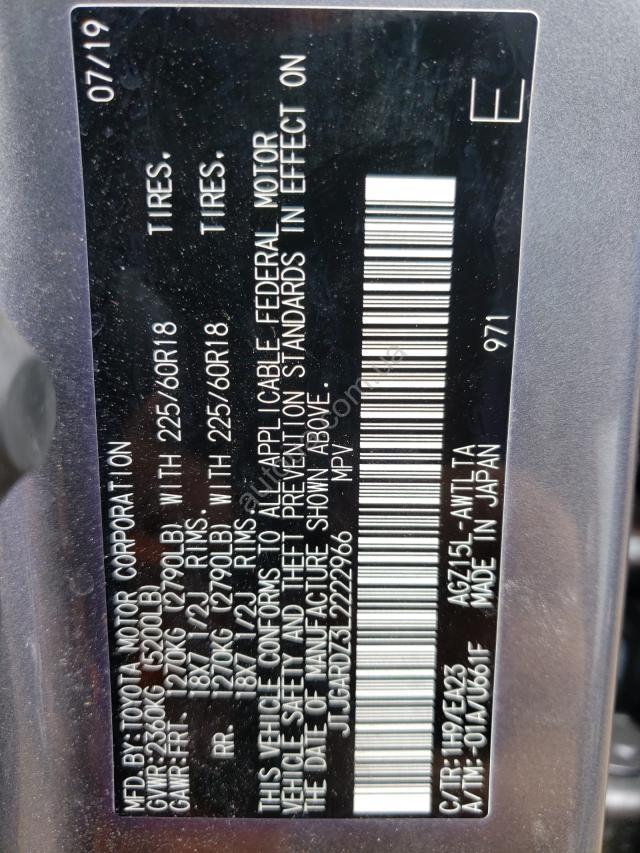 MFD.BY:TOYOTA MOTOR CORPORATION 07/19
GVWR:2360KG (5200LB)
GAWR:FRT. 1270KG (2790LB) WITH 225/60R18 TIRES.
18X7 1/2J RIMS.
RR. 1270KG (2790LB) WITH 225/60R18 TIRES.
18X7 1/2J RIMS.
THIS VEHICLE CONFORMS TO ALL APPLICABLE FEDERAL MOTOR
VEHICLE SAFETY AND THEFT PREVENTION STANDARDS IN EFFECT ON
THE DATE OF MANUFACTURE SHOWN ABOVE.
JTJGARDZ3L2222966 MPV
C/TR:1H9/EA23 AGZ15L-AWTLTA
A/TM:-01A/U661F MADE IN JAPAN 971 E